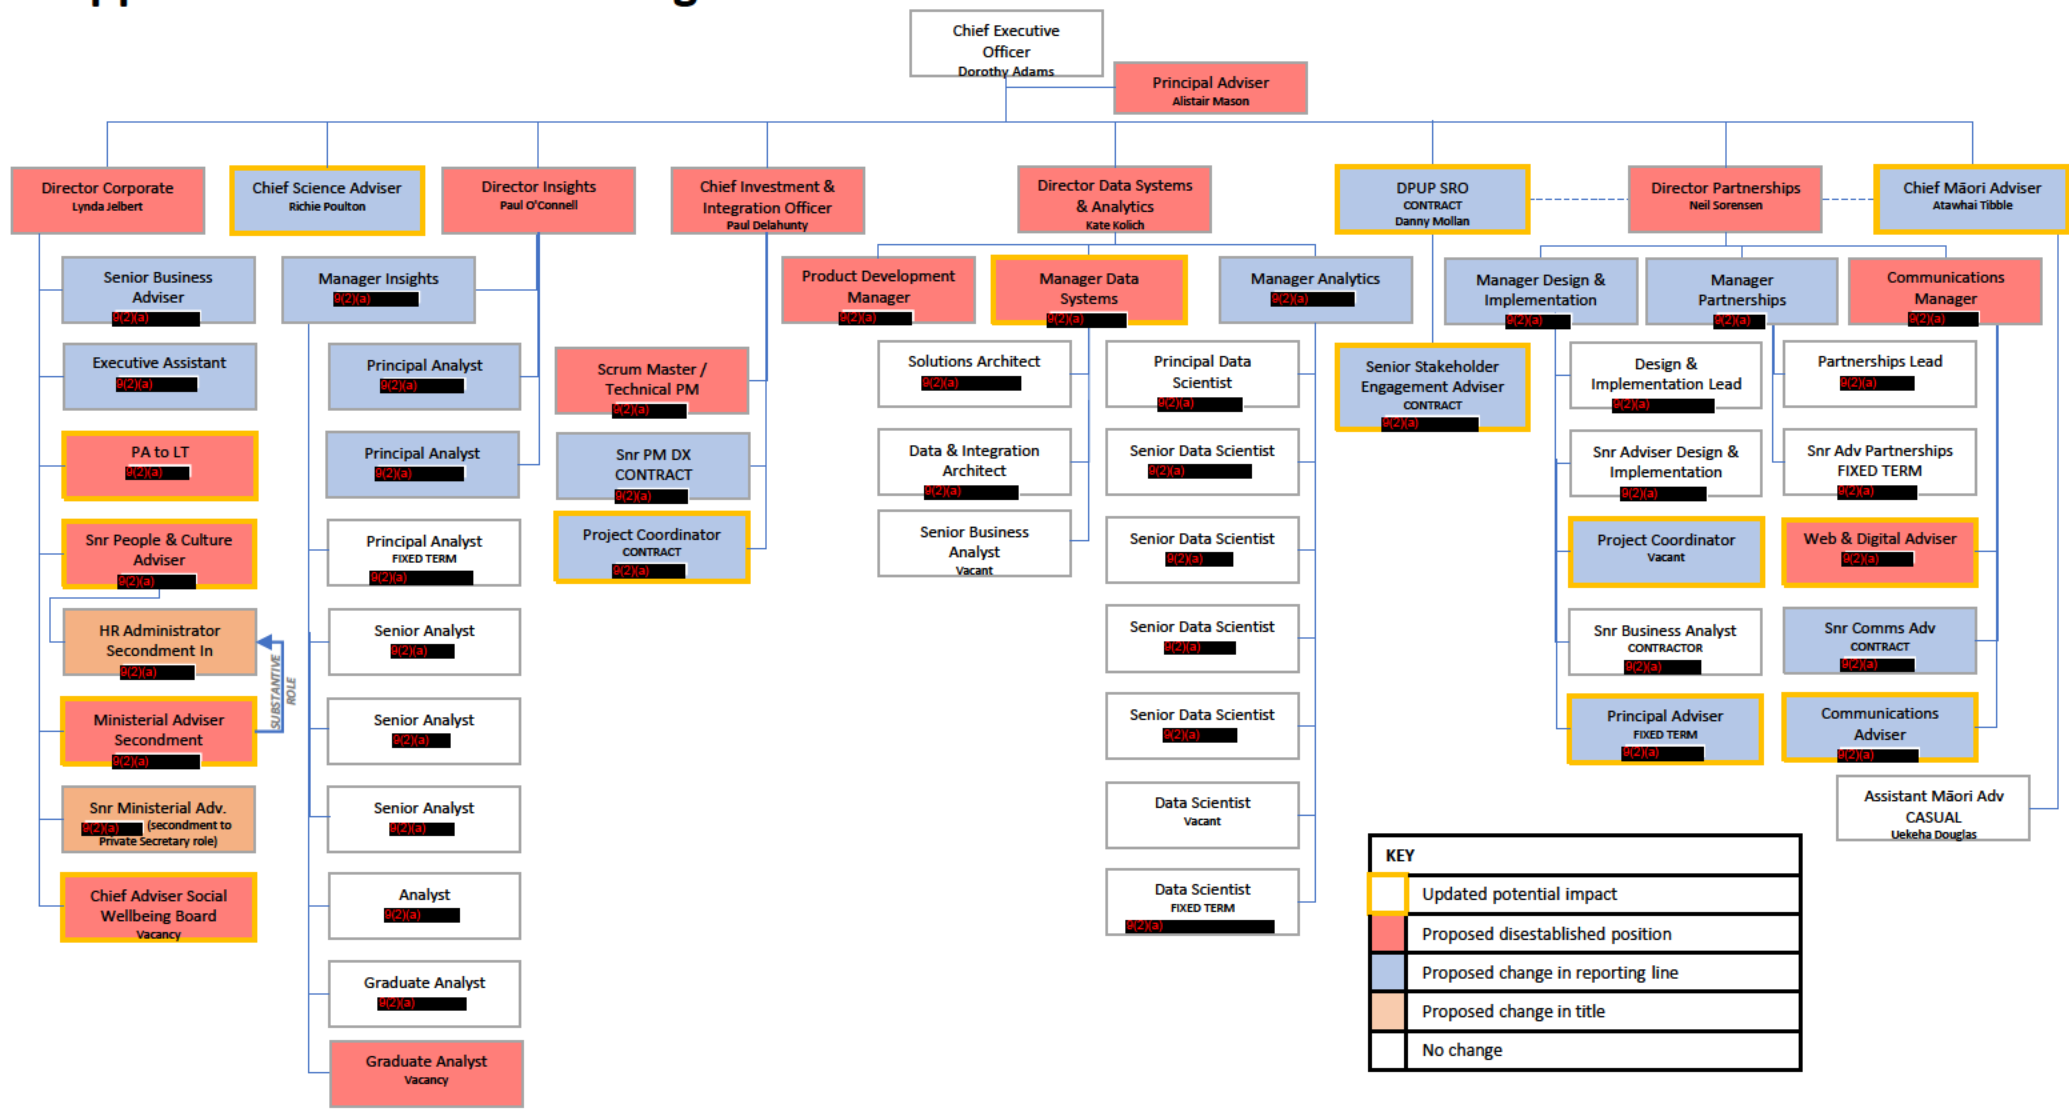 Chief Executive
Officer
Dorothy Adams
Principal Adviser
Alistair Mason
Director Corporate
Lynda Jelbert
Chief Science Adviser
Richie Poulton
Director Insights
Paul O'Connell
Chief Investment &
Integration Officer
Paul Delahunty
Director Data Systems
& Analytics
Kate Kolich
DPUP SRO
CONTRACT
Danny Mollan
Director Partnerships
Neil Sorensen
Chief Māori Adviser
Atawhai Tibble
Senior Business
Adviser
9(2)(a)
Executive Assistant
9(2)(a)
PA to LT
9(2)(a)
Snr People & Culture
Adviser
9(2)(a)
HR Administrator
Secondment In
9(2)(a)
SUBSTANTIVE
ROLE
Ministerial Adviser
Secondment
9(2)(a)
Snr Ministerial Adv.
9(2)(a) (secondment to
Private Secretary role)
Chief Adviser Social
Wellbeing Board
Vacancy
Manager Insights
9(2)(a)
Principal Analyst
9(2)(a)
Principal Analyst
9(2)(a)
Principal Analyst
FIXED TERM
9(2)(a)
Senior Analyst
9(2)(a)
Senior Analyst
9(2)(a)
Senior Analyst
9(2)(a)
Analyst
9(2)(a)
Graduate Analyst
9(2)(a)
Graduate Analyst
Vacancy
Scrum Master /
Technical PM
9(2)(a)
Snr PM DX
CONTRACT
9(2)(a)
Project Coordinator
CONTRACT
9(2)(a)
Product Development
Manager
9(2)(a)
Manager Data
Systems
9(2)(a)
Manager Analytics
9(2)(a)
Solutions Architect
9(2)(a)
Data & Integration
Architect
9(2)(a)
Senior Business
Analyst
Vacant
Principal Data
Scientist
9(2)(a)
Senior Data Scientist
9(2)(a)
Senior Data Scientist
9(2)(a)
Senior Data Scientist
9(2)(a)
Senior Data Scientist
9(2)(a)
Data Scientist
Vacant
Data Scientist
FIXED TERM
9(2)(a)
Senior Stakeholder
Engagement Adviser
CONTRACT
9(2)(a)
Manager Design &
Implementation
9(2)(a)
Manager
Partnerships
9(2)(a)
Communications
Manager
9(2)(a)
Design &
Implementation Lead
9(2)(a)
Snr Adviser Design &
Implementation
9(2)(a)
Project Coordinator
Vacant
Snr Business Analyst
CONTRACTOR
9(2)(a)
Principal Adviser
FIXED TERM
9(2)(a)
Partnerships Lead
9(2)(a)
Snr Adv Partnerships
FIXED TERM
9(2)(a)
Web & Digital Adviser
9(2)(a)
Snr Comms Adv
CONTRACT
9(2)(a)
Communications
Adviser
9(2)(a)
Assistant Māori Adv
CASUAL
Uekeha Douglas
KEY
Updated potential impact
Proposed disestablished position
Proposed change in reporting line
Proposed change in title
No change